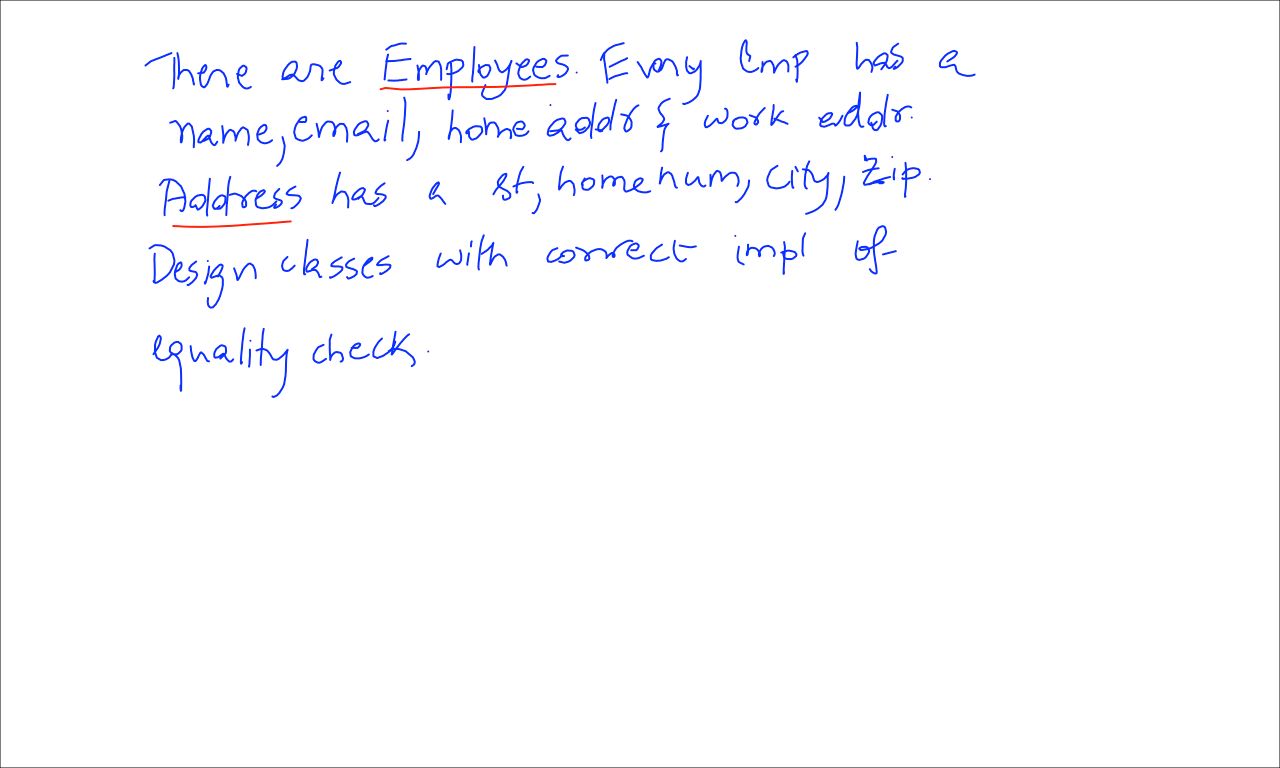 There are Employees. Every Emp has a
name, email, home addr & work addr.
Address has a st, homenum, city, zip.
Design classes with correct impl of
equality check.